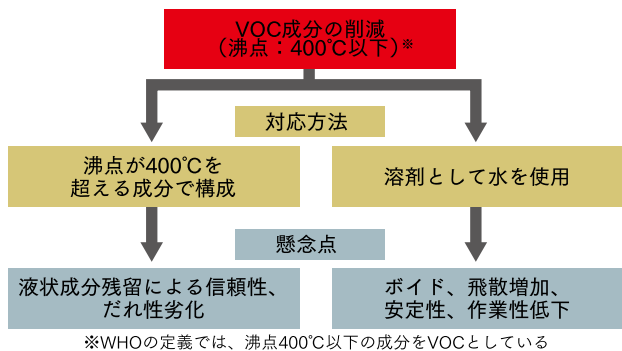 VOC成分の削減
（沸点：400℃以下）※
対応方法
沸点が400℃を
超える成分で構成
溶剤として水を使用
懸念点
液状成分残留による信頼性、
だれ性劣化
ボイド、飛散増加、
安定性、作業性低下
※WHOの定義では、沸点400℃以下の成分をVOCとしている